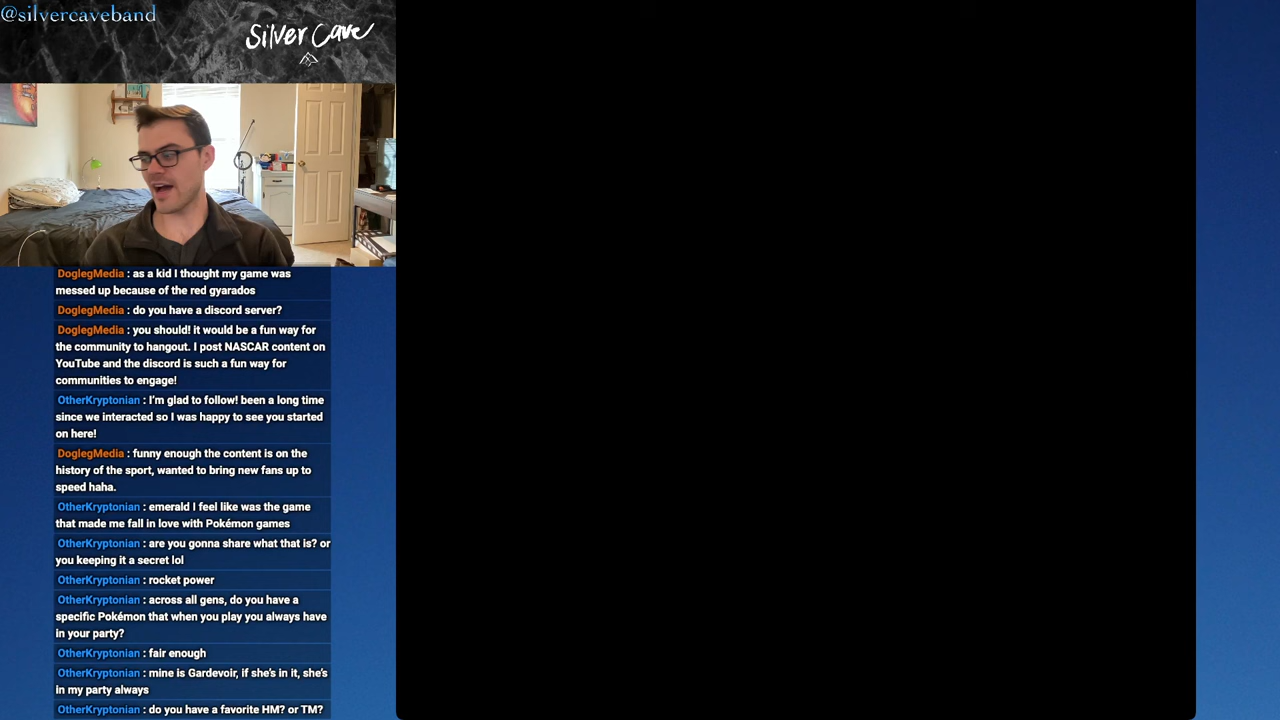 @silvercaveband
Silver Cave
DoglegMedia : as a kid I thought my game was
messed up because of the red gyarados
DoglegMedia : do you have a discord server?
DoglegMedia : you should! it would be a fun way for
the community to hangout. I post NASCAR content on
YouTube and the discord is such a fun way for
communities to engage!
OtherKryptonian : I’m glad to follow! been a long time
since we interacted so I was happy to see you started
on here!
DoglegMedia : funny enough the content is on the
history of the sport, wanted to bring new fans up to
speed haha.
OtherKryptonian : emerald I feel like was the game
that made me fall in love with Pokémon games
OtherKryptonian : are you gonna share what that is? or
you keeping it a secret lol
OtherKryptonian : rocket power
OtherKryptonian : across all gens, do you have a
specific Pokémon that when you play you always have
in your party?
OtherKryptonian : fair enough
OtherKryptonian : mine is Gardevoir, if she’s in it, she’s
in my party always
OtherKryptonian : do you have a favorite HM? or TM?